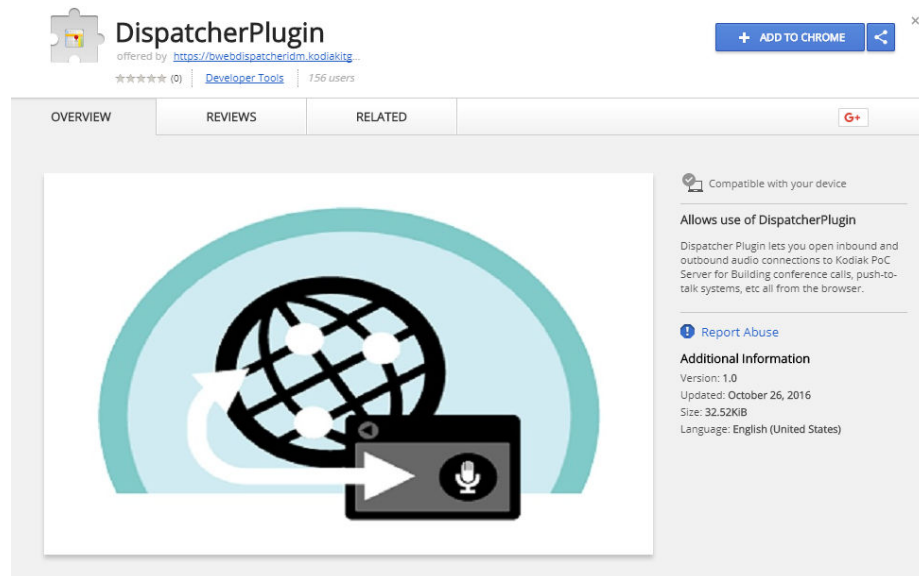 DispatcherPlugin
offered by https://bwebdispatcheridm.kodiakitg...
(0) Developer Tools 156 users
+ ADD TO CHROME
OVERVIEW REVIEWS RELATED
G+
Compatible with your device
Allows use of DispatcherPlugin
Dispatcher Plugin lets you open inbound and
outbound audio connections to Kodiak PoC
Server for Building conference calls, push-to-
talk systems, etc all from the browser.
Report Abuse
Additional Information
Version: 1.0
Updated: October 26, 2016
Size: 32.52KiB
Language: English (United States)